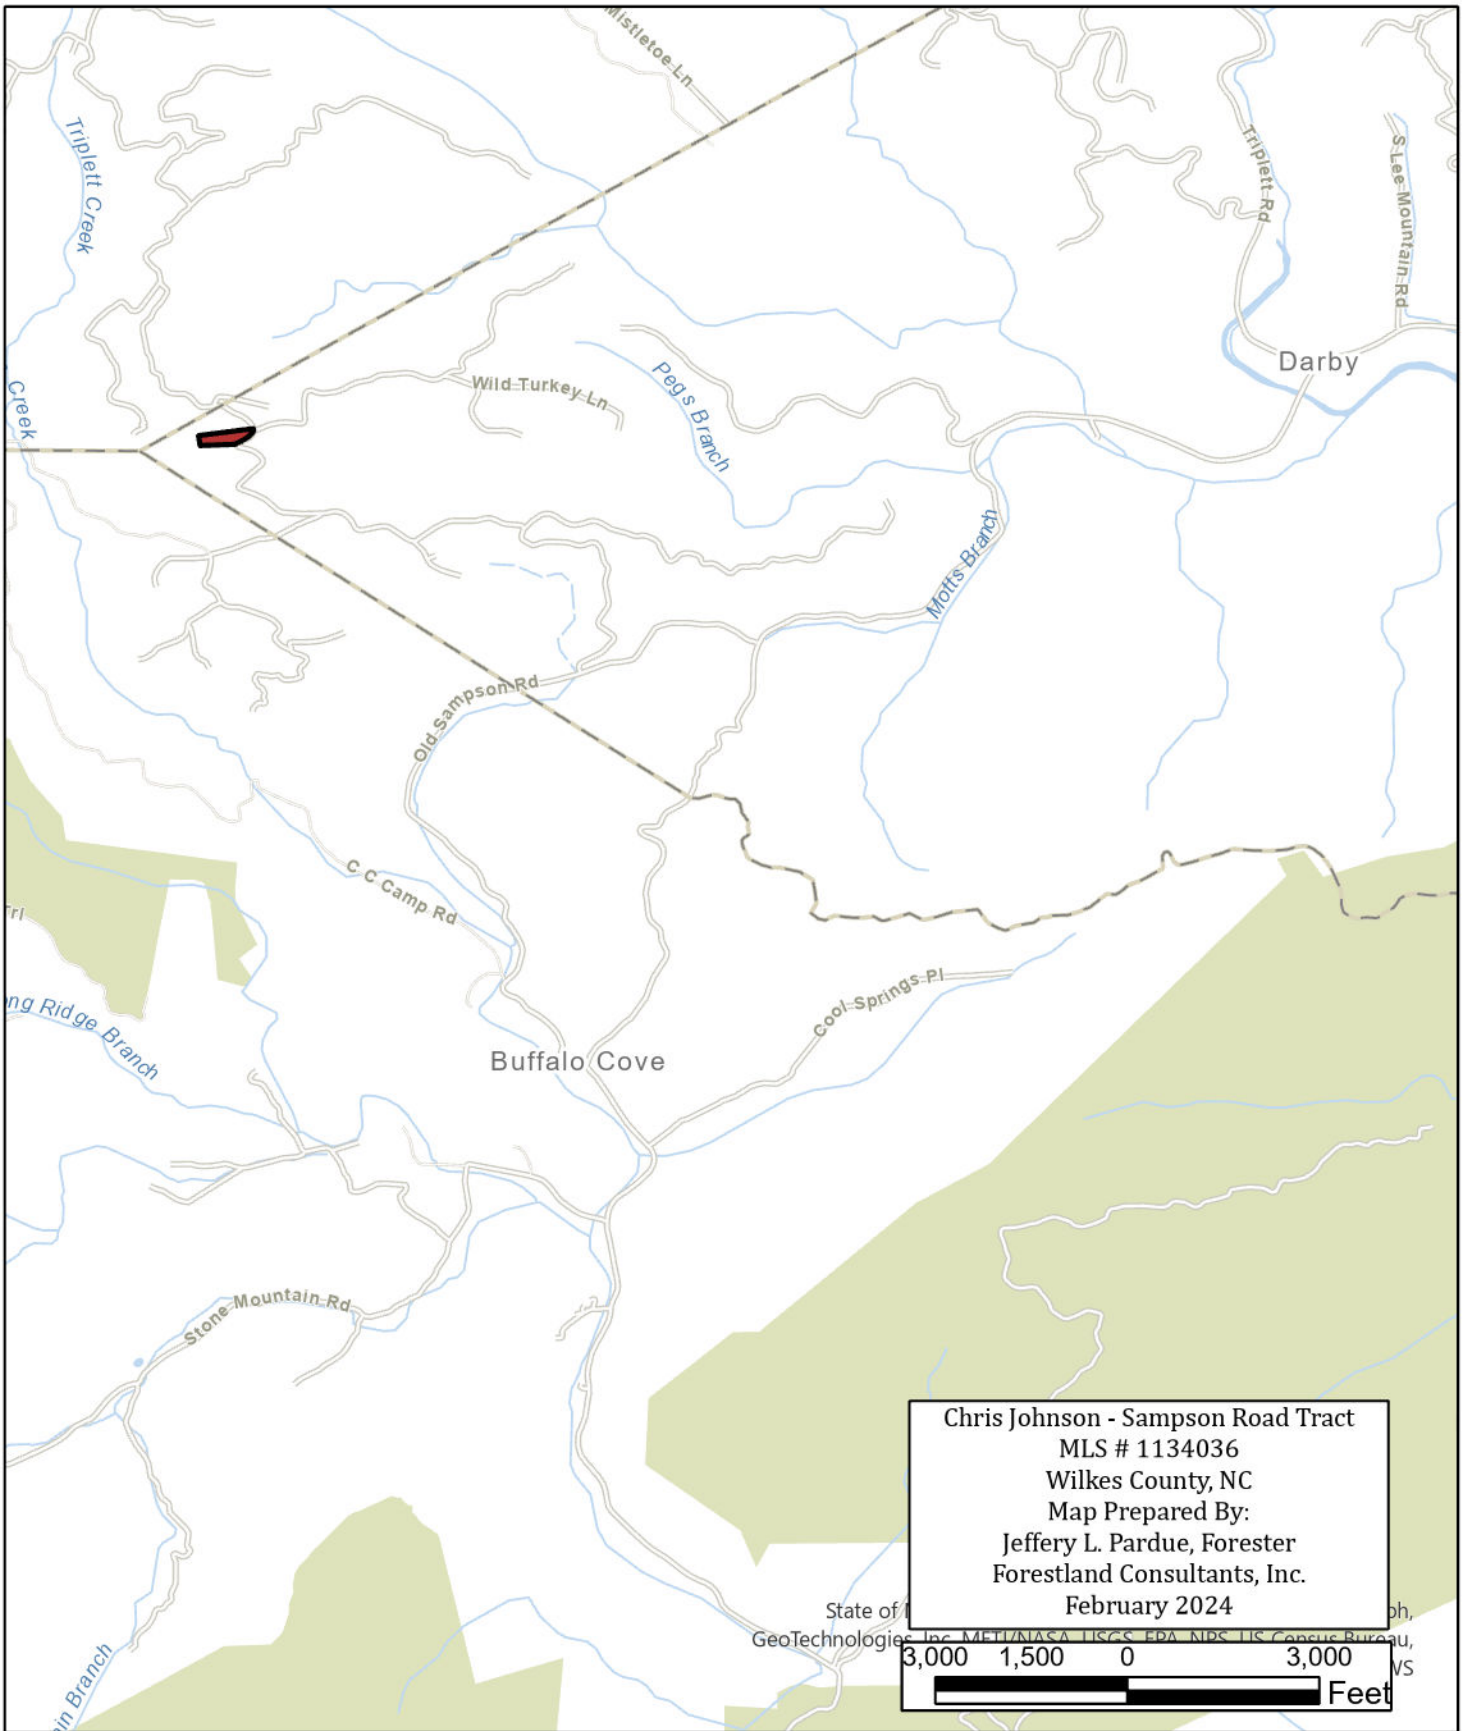 Mistletoe Ln
Triplett Creek
Triplett Rd
S Lee Mountain Rd
Darby
Creek
Wild Turkey Ln
Pegs Branch
Motts Branch
Old Sampson Rd
C C Camp Rd
Trl
ong Ridge Branch
Cool Springs Pl
Buffalo Cove
Stone Mountain Rd
in Branch
Chris Johnson - Sampson Road Tract
MLS # 1134036
Wilkes County, NC
Map Prepared By:
Jeffery L. Pardue, Forester
Forestland Consultants, Inc.
February 2024
State of
ph,
GeoTechnologies, Inc, METI/NASA, USGS, EPA, NPS, US Census Bureau,
WS
3,000 1,500 0 3,000
Feet